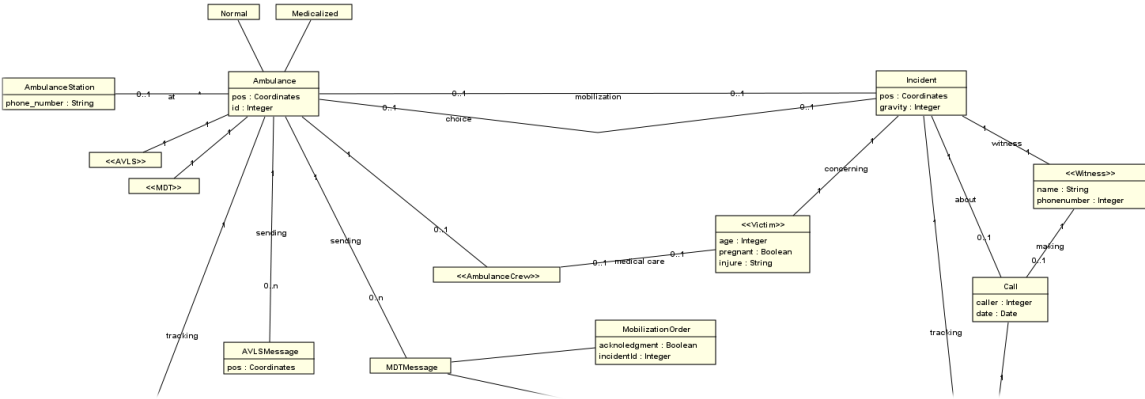 Normal
Medicalized
AmbulanceStation
phone_number : String
0..1
at
*
Ambulance
pos : Coordinates
id : Integer
0..1
mobilization
0..1
0..1
choice
0..1
Incident
pos : Coordinates
gravity : Integer
1
1
<<AVLS>>
1
1
<<MDT>>
1
tracking
1
sending
0..n
1
sending
0..n
1
0..1
<<AmbulanceCrew>>
0..1
medical care
0..1
1
concerning
1
<<Victim>>
age : Integer
pregnant : Boolean
injure : String
1
witness
1
<<Witness>>
name : String
phonenumber : Integer
1
about
0..1
1
making
0..1
Call
caller : Integer
date : Date
1
1
tracking
AVLSMessage
pos : Coordinates
MDTMessage
MobilizationOrder
acknoledgment : Boolean
incidentId : Integer